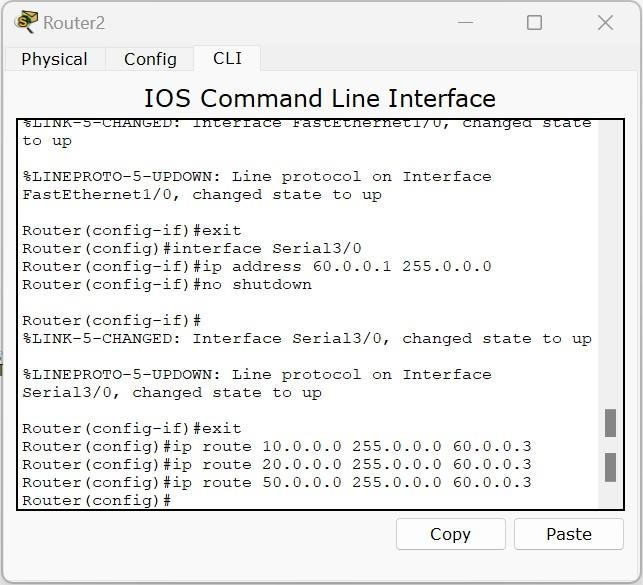 Router2
Physical Config CLI
IOS Command Line Interface
%LINK-5-CHANGED: Interface FastEthernet1/0, changed state
to up
%LINEPROTO-5-UPDOWN: Line protocol on Interface
FastEthernet1/0, changed state to up
Router(config-if)#exit
Router(config)#interface Serial3/0
Router(config-if)#ip address 60.0.0.1 255.0.0.0
Router(config-if)#no shutdown
Router(config-if)#
%LINK-5-CHANGED: Interface Serial3/0, changed state to up
%LINEPROTO-5-UPDOWN: Line protocol on Interface
Serial3/0, changed state to up
Router(config-if)#exit
Router(config)#ip route 10.0.0.0 255.0.0.0 60.0.0.3
Router(config)#ip route 20.0.0.0 255.0.0.0 60.0.0.3
Router(config)#ip route 50.0.0.0 255.0.0.0 60.0.0.3
Router(config)#
Copy Paste